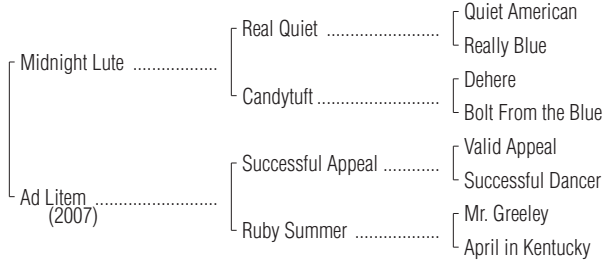 Quiet American
Real Quiet ..................
Really Blue
Midnight Lute .................
Dehere
Candytuft ....................
Bolt From the Blue
Valid Appeal
Successful Appeal ...........
Successful Dancer
Ad Litem .........................
(2007)
Mr. Greeley
Ruby Summer ................
April in Kentucky